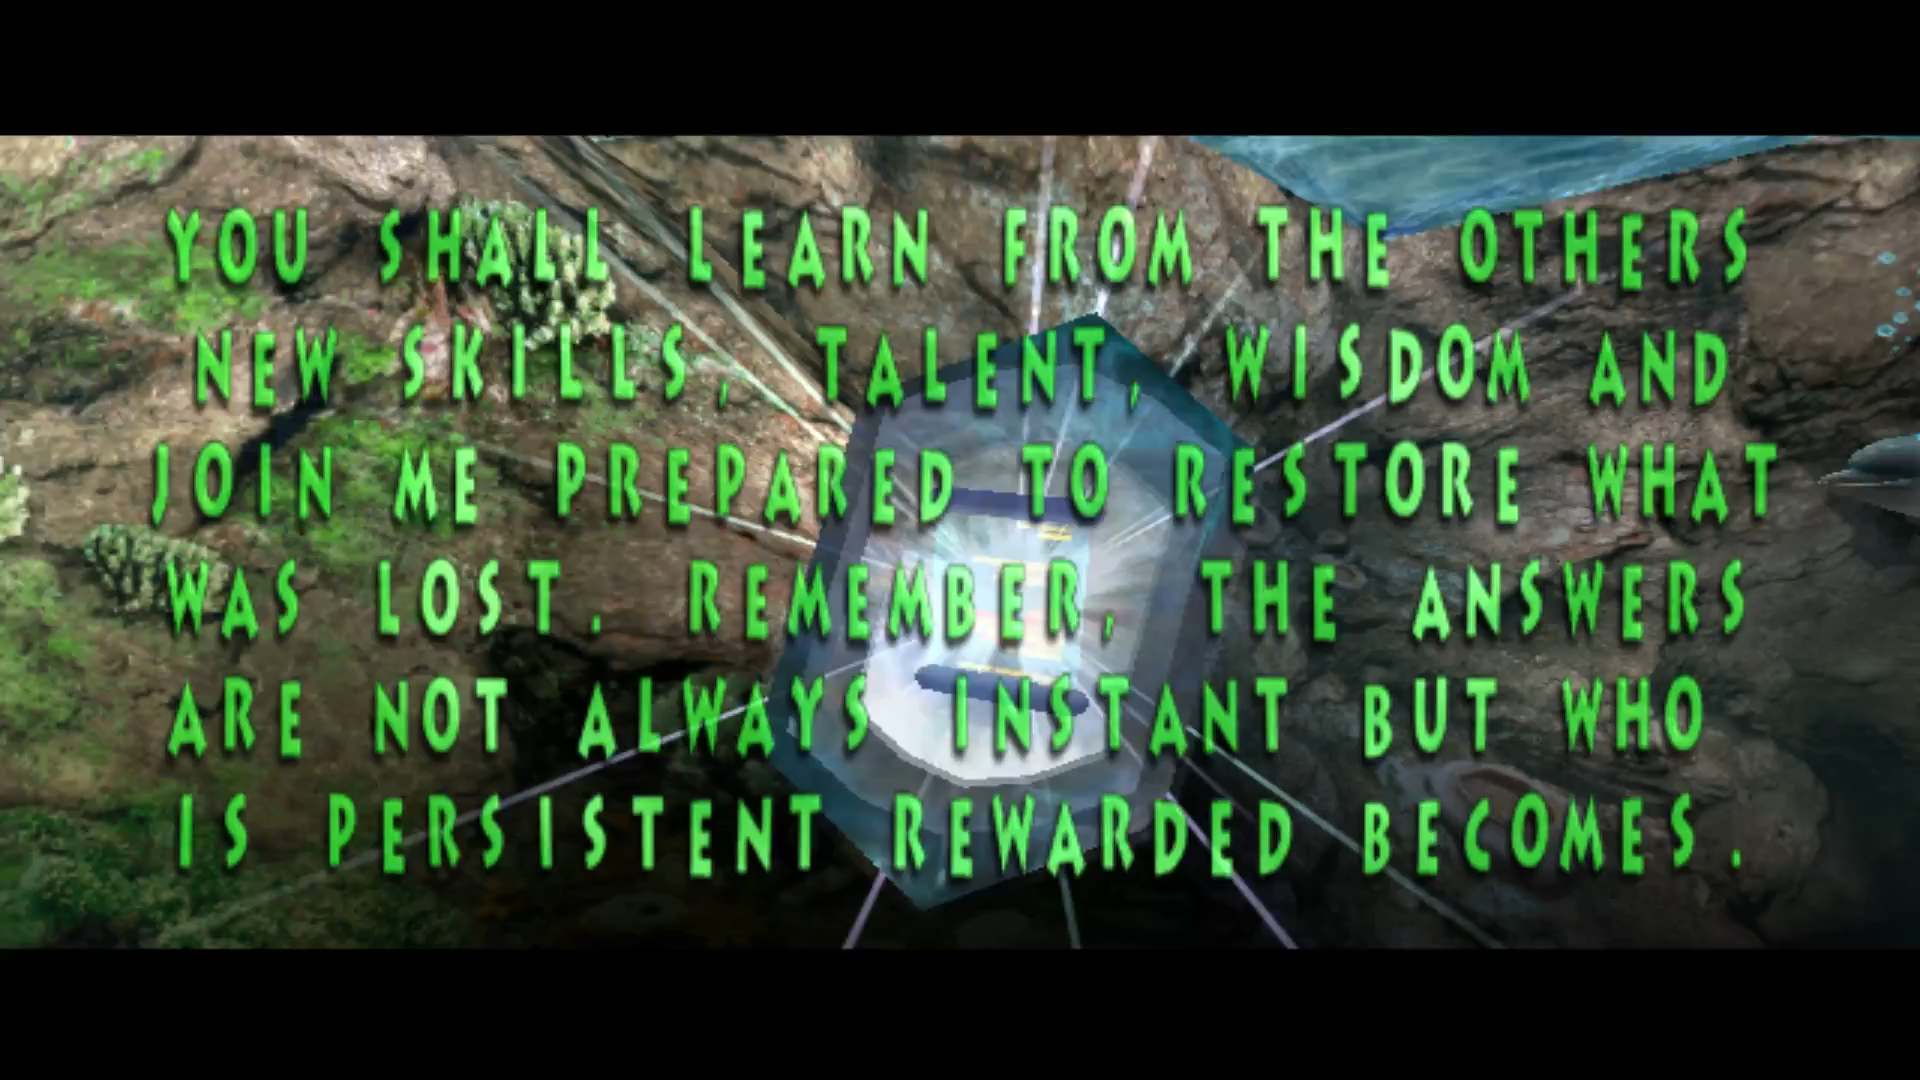 YOU SHALL LEARN FROM THE OTHERS
NEW SKILLS, TALENT, WISDOM AND
JOIN ME PREPARED TO RESTORE WHAT
WAS LOST. REMEMBER, THE ANSWERS
ARE NOT ALWAYS INSTANT BUT WHO
IS PERSISTENT REWARDED BECOMES.